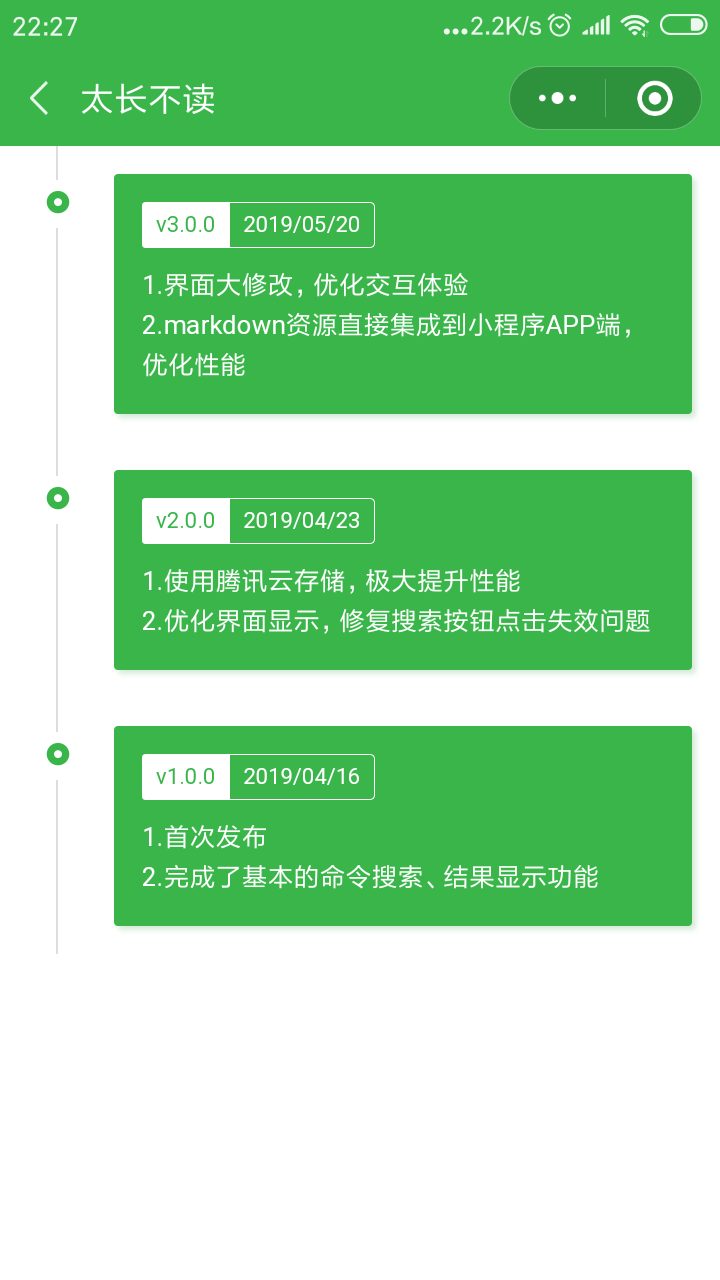 22:27
...2.2K/s
太长不读
v3.0.0 2019/05/20
1.界面大修改，优化交互体验
2.markdown资源直接集成到小程序APP端，
优化性能
v2.0.0 2019/04/23
1.使用腾讯云存储，极大提升性能
2.优化界面显示，修复搜索按钮点击失效问题
v1.0.0 2019/04/16
1.首次发布
2.完成了基本的命令搜索、结果显示功能